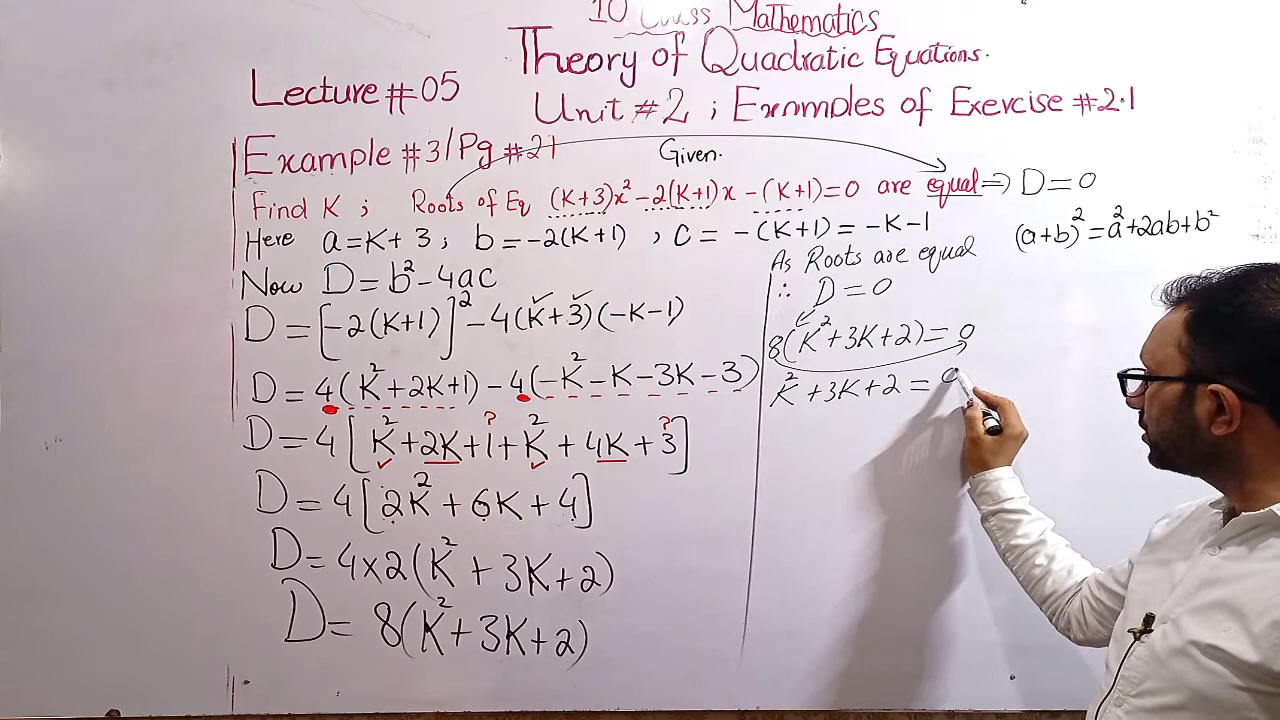 10 Class Mathematics
Theory of Quadratic Equations.
Lecture #05
Unit #2 ; Examples of Exercise #2.1
Example #3/Pg #21
Given.
Find K ; Roots of Eq (K+3)x²-2(K+1)x-(K+1)=0 are equal ⇒ D=0
Here a=K+3 ; b=-2(K+1) , c= -(K+1) = -K-1
(a+b)²=a²+2ab+b²
Now D=b²-4ac
D=[-2(K+1)]²-4(K+3)(-K-1)
D=4(K²+2K+1)-4(-K²-K-3K-3)
D=4[K²+2K+1+K²+4K+3]
? ?
D=4[2K²+6K+4]
D=4×2(K²+3K+2)
D=8(K²+3K+2)
As Roots are equal
∴ D=0
8(K²+3K+2)=0
K²+3K+2=0